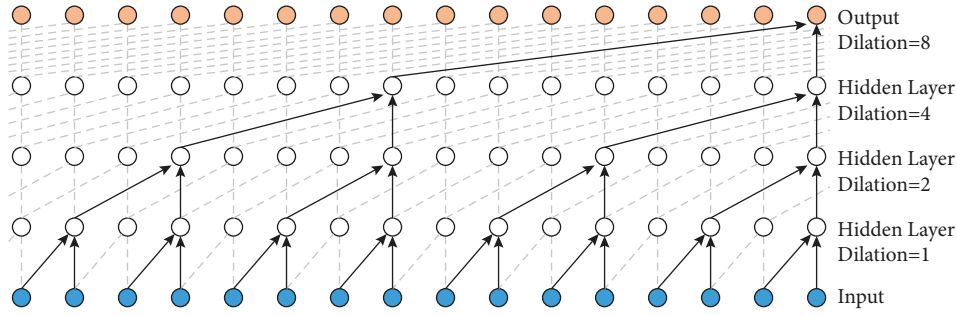 Output
Dilation=8
Hidden Layer
Dilation=4
Hidden Layer
Dilation=2
Hidden Layer
Dilation=1
Input